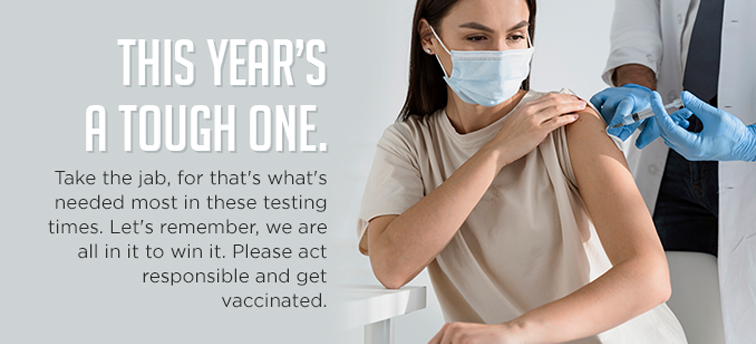 THIS YEAR'S
A TOUGH ONE.
Take the jab, for that's what's
needed most in these testing
times. Let's remember, we are
all in it to win it. Please act
responsible and get
vaccinated.